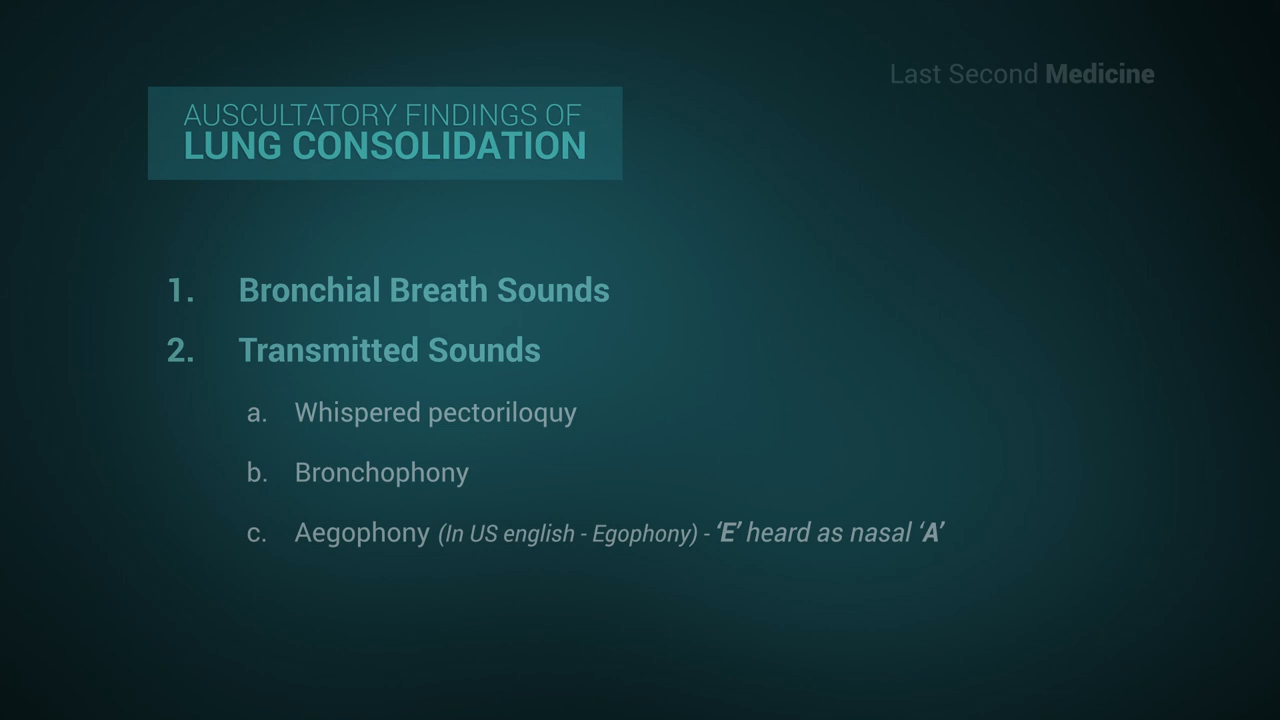 Last Second Medicine
AUSCULTATORY FINDINGS OF
LUNG CONSOLIDATION
1. Bronchial Breath Sounds
2. Transmitted Sounds
a. Whispered pectoriloquy
b. Bronchophony
c. Aegophony (In US english - Egophony) - ‘E’ heard as nasal ‘A’